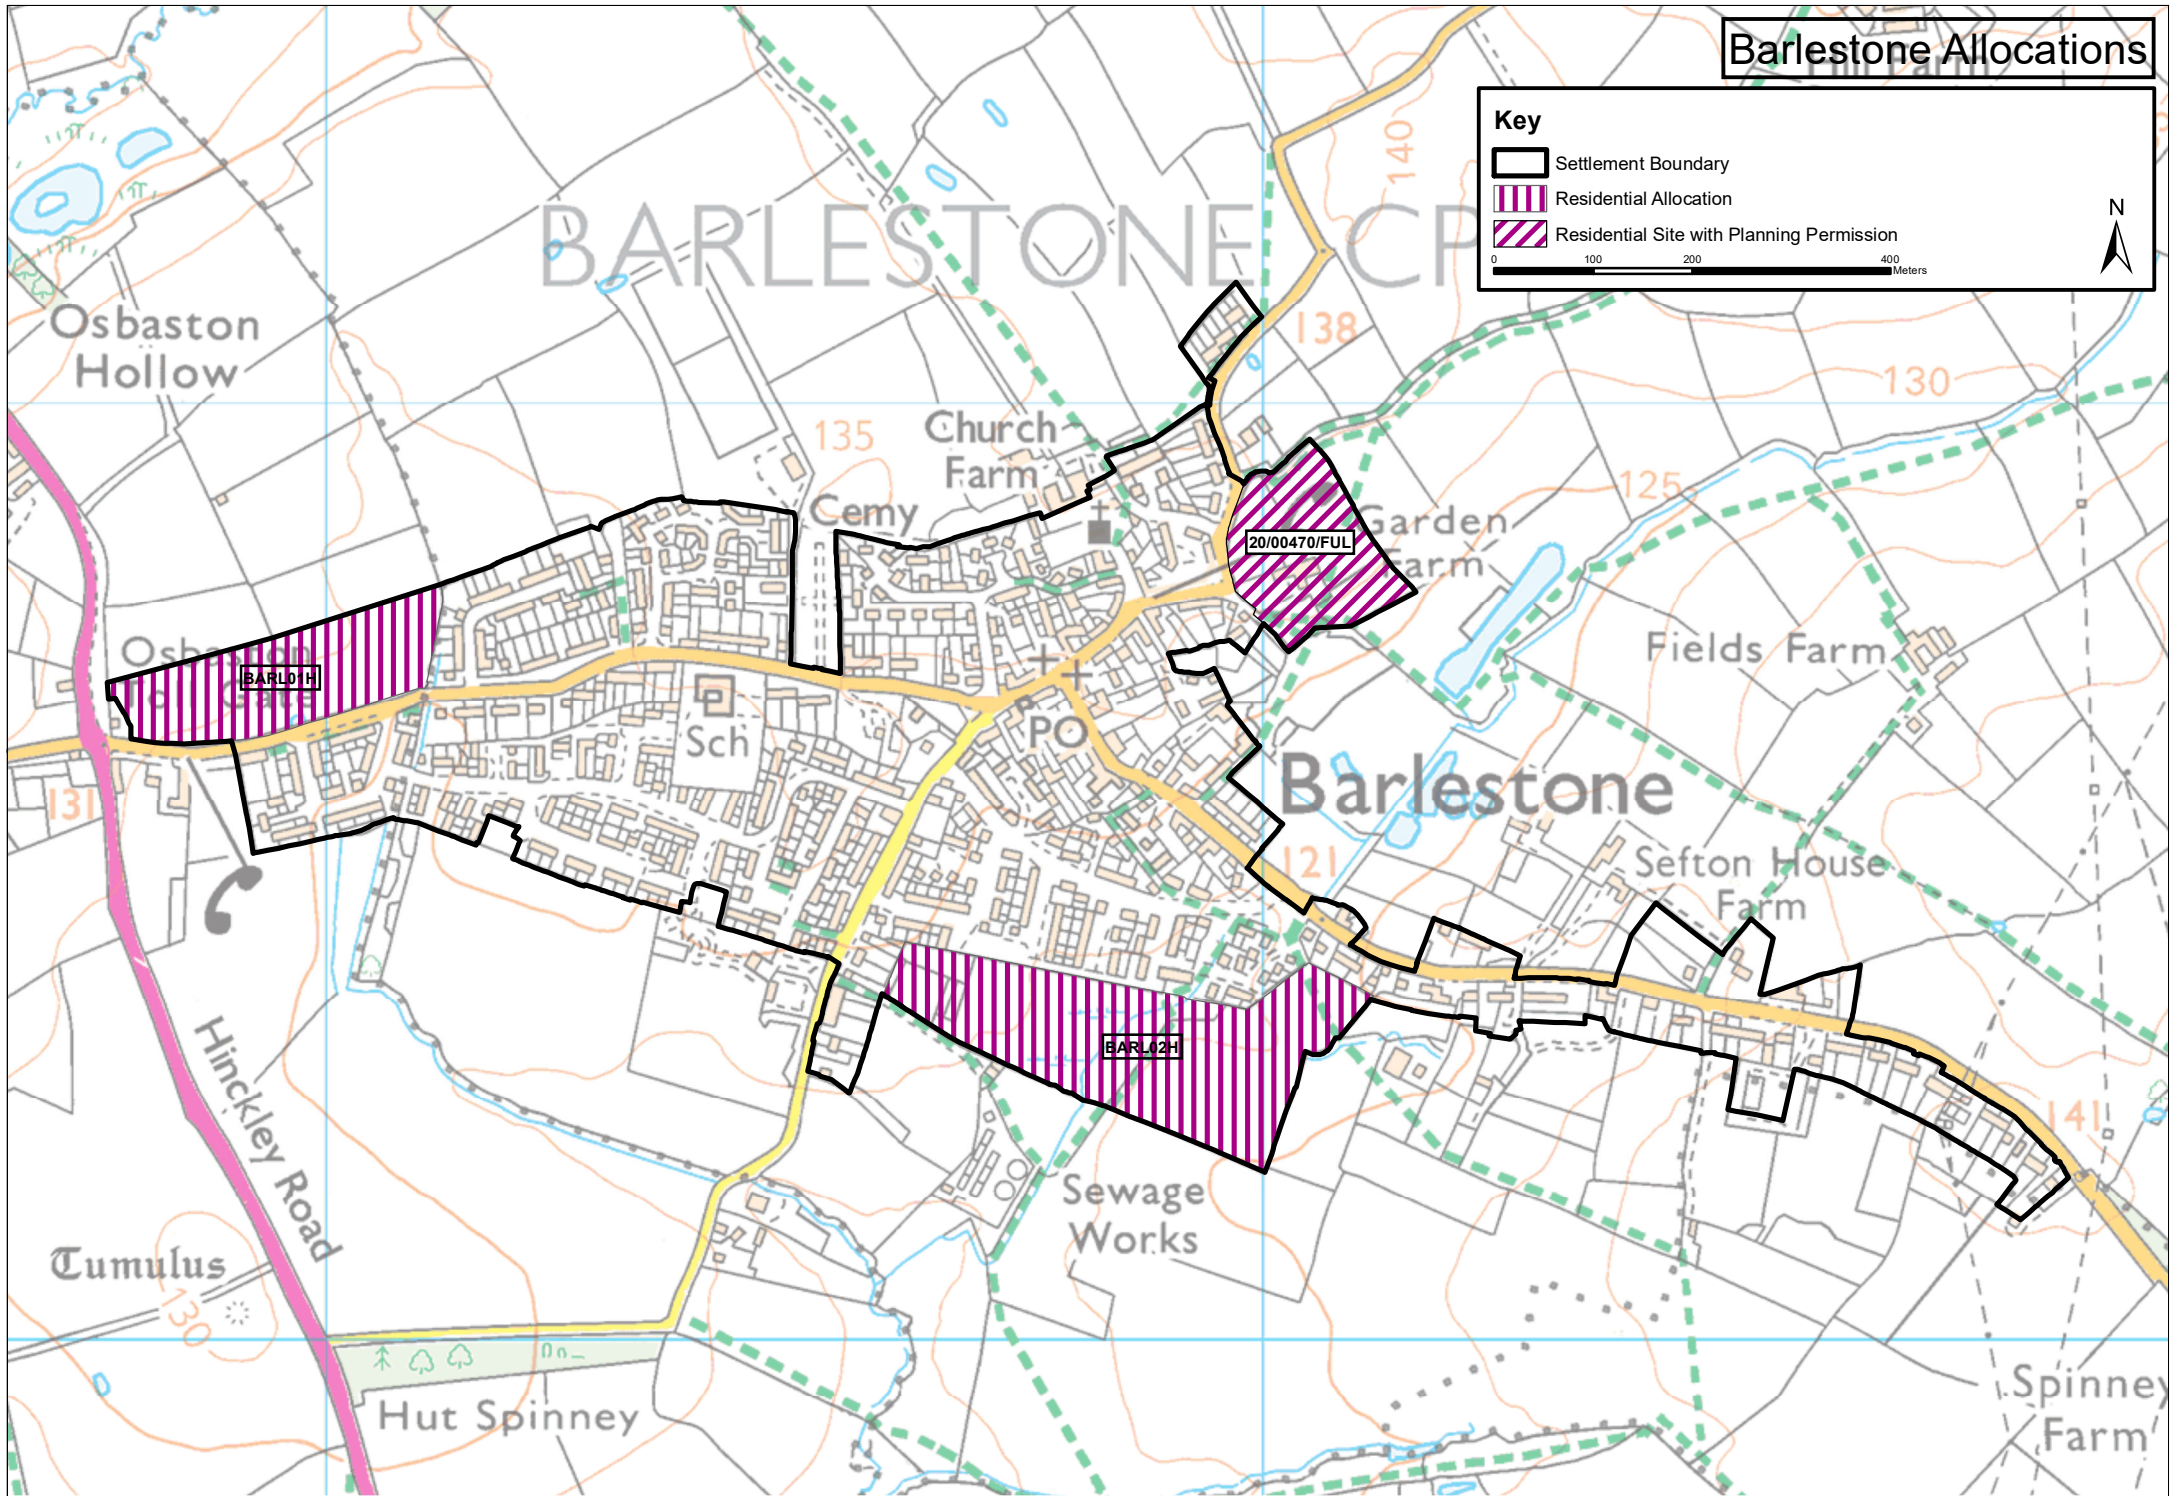 Barlestone Allocations
Key
Settlement Boundary
Residential Allocation
Residential Site with Planning Permission
N
0 100 200 400
Meters
140
BARLESTONE CP
Osbaston
Hollow
138
130
135
Church
Farm
Cemy
125
Garden
Farm
20/00470/FUL
Osbaston
Toll Gate
BARL01H
Fields Farm
Sch
PO
Barlestone
131
121
Sefton House
Farm
BARL02H
Hinckley Road
141
Sewage
Works
Tumulus
130
Hut Spinney
Spinney
Farm